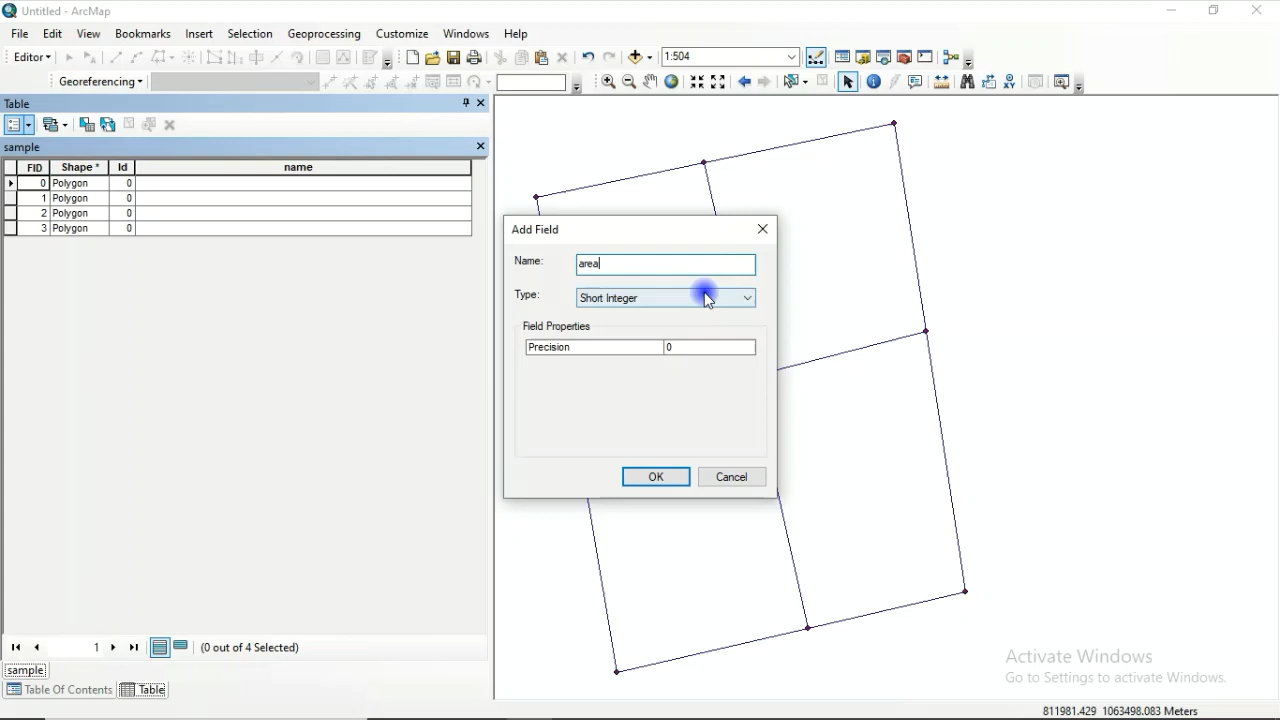 Untitled - ArcMap
File Edit View Bookmarks Insert Selection Geoprocessing Customize Windows Help
Editor 1:504
Georeferencing
Table
sample
FID Shape * Id name
0 Polygon 0
1 Polygon 0
2 Polygon 0
3 Polygon 0
Add Field
Name: area
Type: Short Integer
Field Properties
Precision 0
OK Cancel
1 (0 out of 4 Selected)
sample
Table Of Contents Table
Activate Windows
Go to Settings to activate Windows.
811981.429 1063498.083 Meters